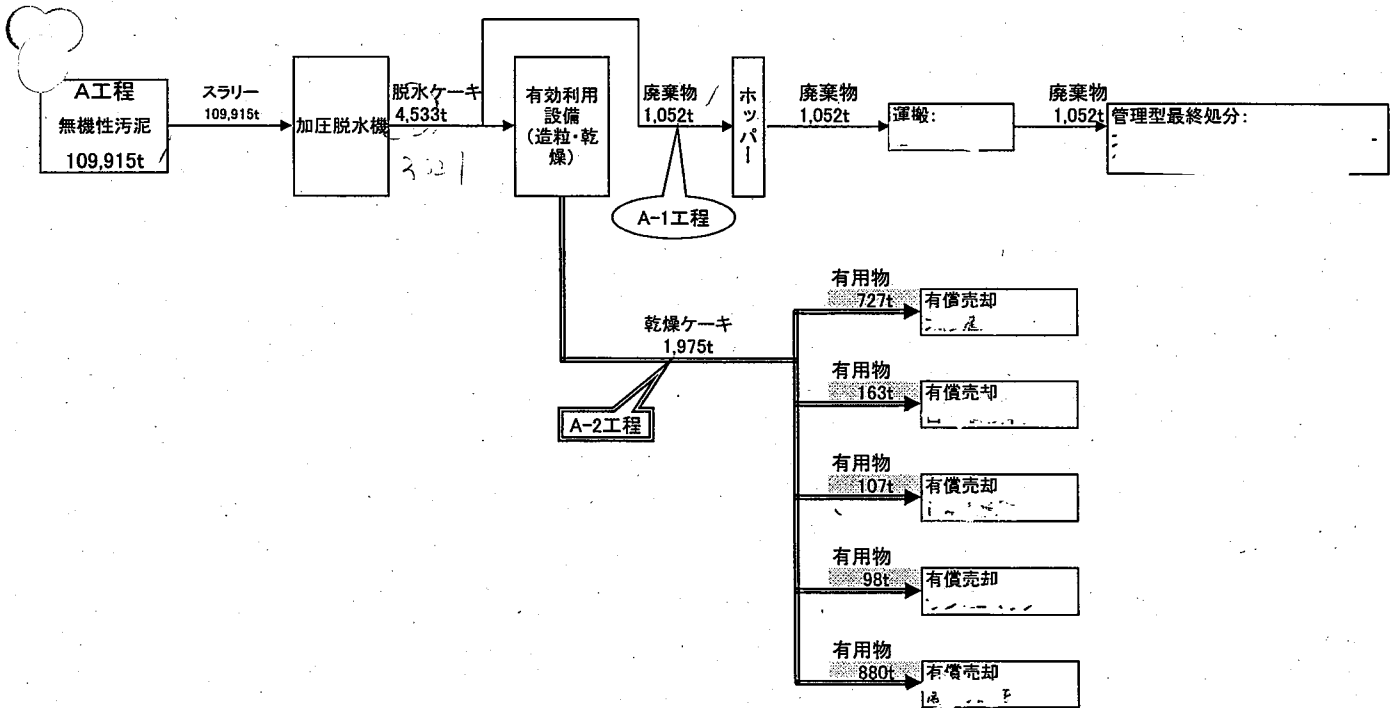 A工程
無機性汚泥
109,915t
スラリー
109,915t
加圧脱水機
脱水ケーキ
4,533t
有効利用
設備
(造粒・乾
燥)
廃棄物
1,052t
A-1工程
ホッパー
廃棄物
1,052t
運搬:
廃棄物
1,052t
管理型最終処分:
乾燥ケーキ
1,975t
A-2工程
有用物
727t
有償売却
有用物
163t
有償売却
有用物
107t
有償売却
有用物
98t
有償売却
有用物
880t
有償売却